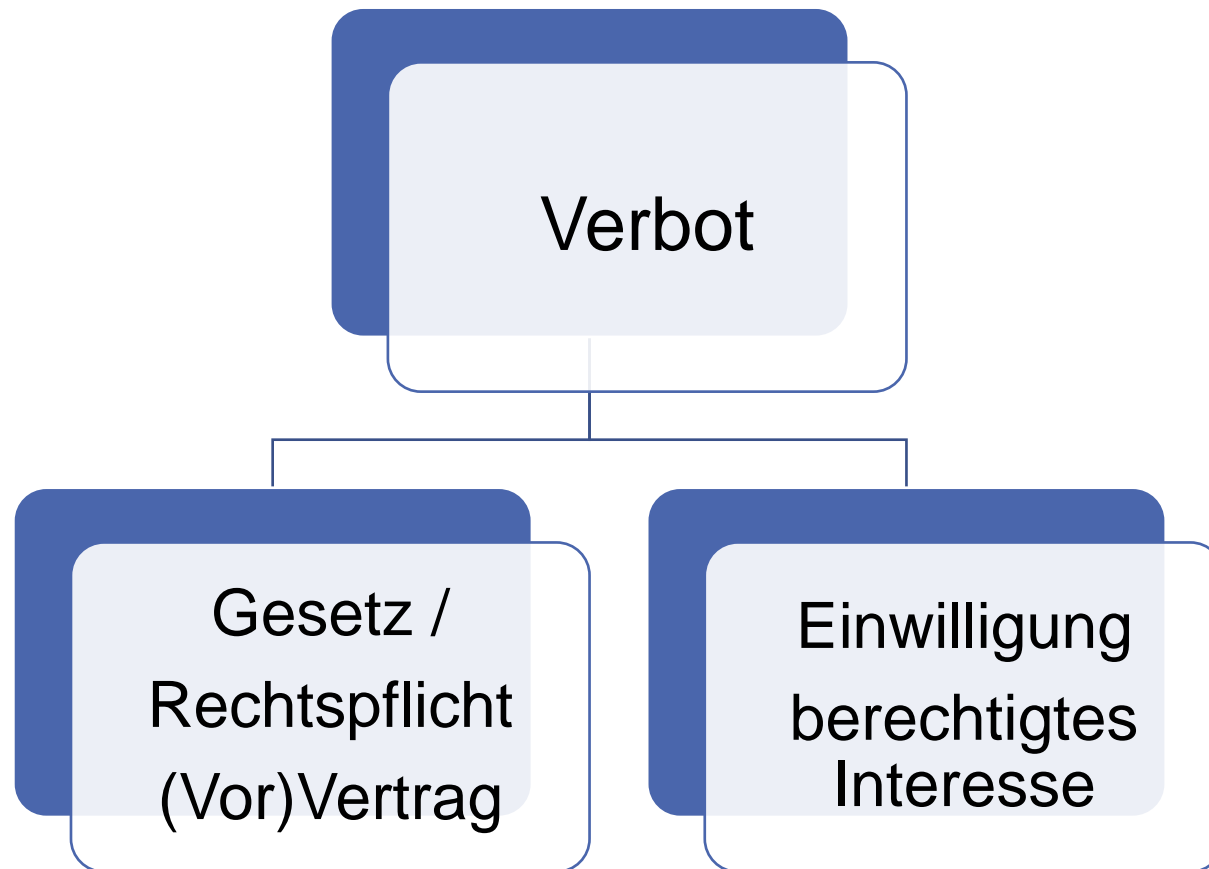 Verbot
Gesetz /
Rechtspflicht
(Vor)Vertrag
Einwilligung
berechtigtes
Interesse